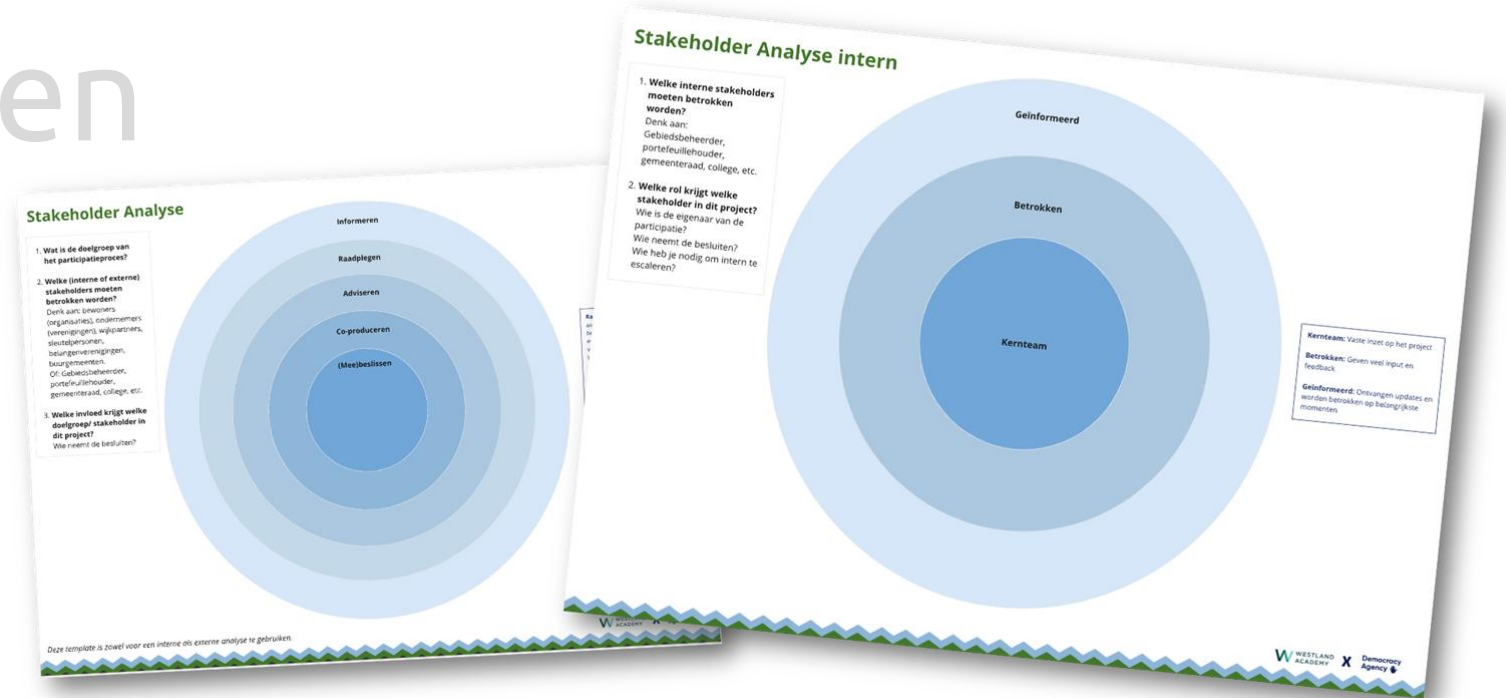 en
Stakeholder Analyse
1. Wat is de doelgroep van
het participatieproces?
2. Welke (interne of externe)
stakeholders moeten
betrokken worden?
Denk aan: bewoners
(organisaties), ondernemers
(verenigingen), wijkpartners,
sleutelpersonen,
belangenverenigingen,
buurgemeenten.
Of: Gebiedsbeheerder,
portefeuillehouder,
gemeenteraad, college, etc.
3. Welke invloed krijgt welke
doelgroep/ stakeholder in
dit project?
Wie neemt de besluiten?
Informeren
Raadplegen
Adviseren
Co-produceren
(Mee)beslissen
Deze template is zowel voor een interne als externe analyse te gebruiken.
Stakeholder Analyse intern
1. Welke interne stakeholders
moeten betrokken
worden?
Denk aan:
Gebiedsbeheerder,
portefeuillehouder,
gemeenteraad, college, etc.
2. Welke rol krijgt welke
stakeholder in dit project?
Wie is de eigenaar van de
participatie?
Wie neemt de besluiten?
Wie heb je nodig om intern te
escaleren?
Geïnformeerd
Betrokken
Kernteam
Kernteam: Vaste inzet op het project
Betrokken: Geven veel input en
feedback
Geïnformeerd: Ontvangen updates en
worden betrokken op belangrijkste
momenten
WESTLAND
ACADEMY
X
Democracy
Agency